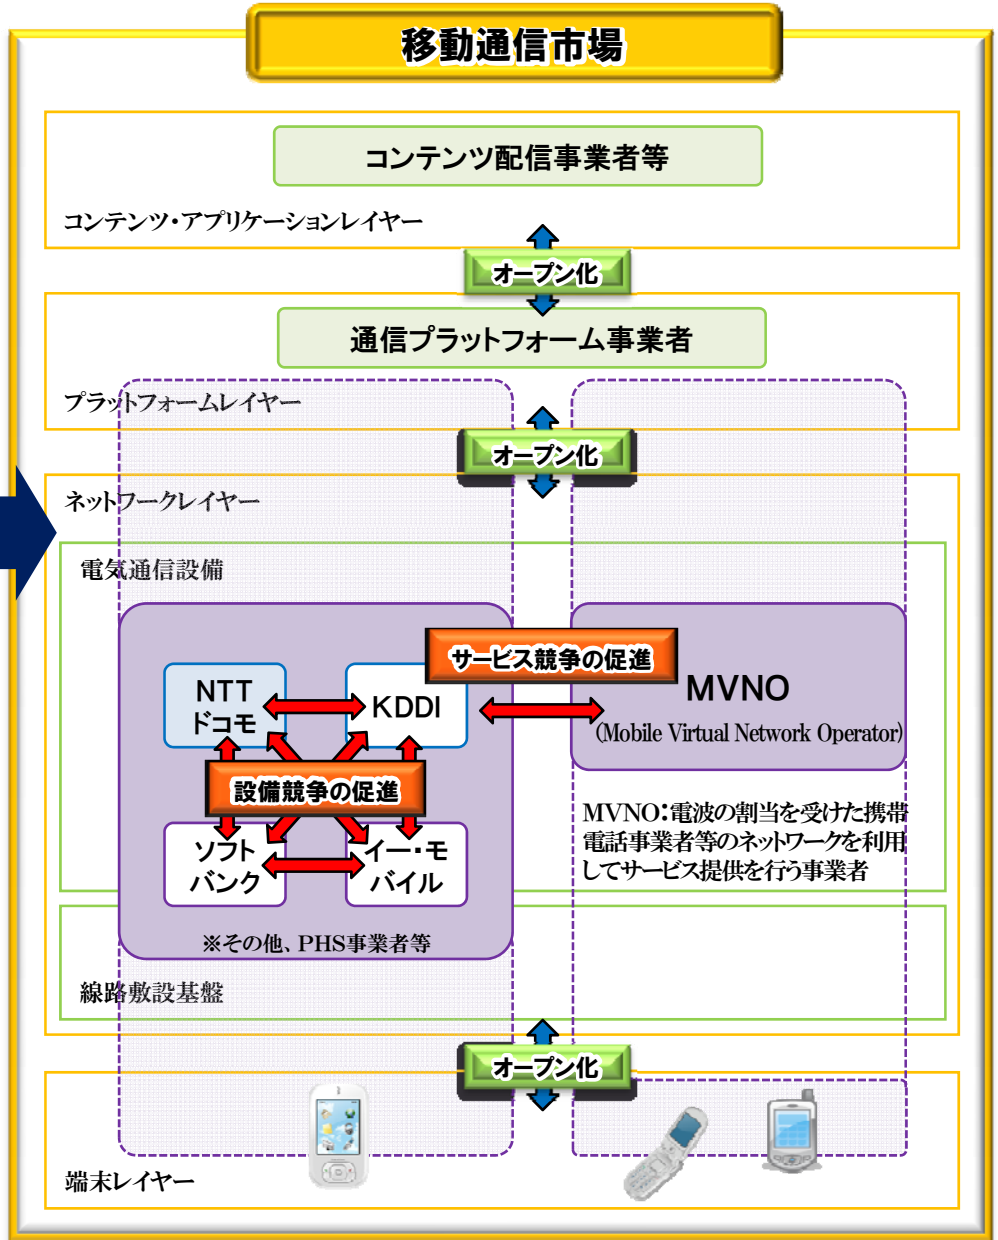 移動通信市場
コンテンツ配信事業者等
コンテンツ・アプリケーションレイヤー
オープン化
通信プラットフォーム事業者
プラットフォームレイヤー
オープン化
ネットワークレイヤー
電気通信設備
サービス競争の促進
NTT
ドコモ
KDDI
MVNO
(Mobile Virtual Network Operator)
設備競争の促進
ソフト
バンク
イー・モ
バイル
MVNO:電波の割当を受けた携帯
電話事業者等のネットワークを利用
してサービス提供を行う事業者
※その他、PHS事業者等
線路敷設基盤
オープン化
端末レイヤー